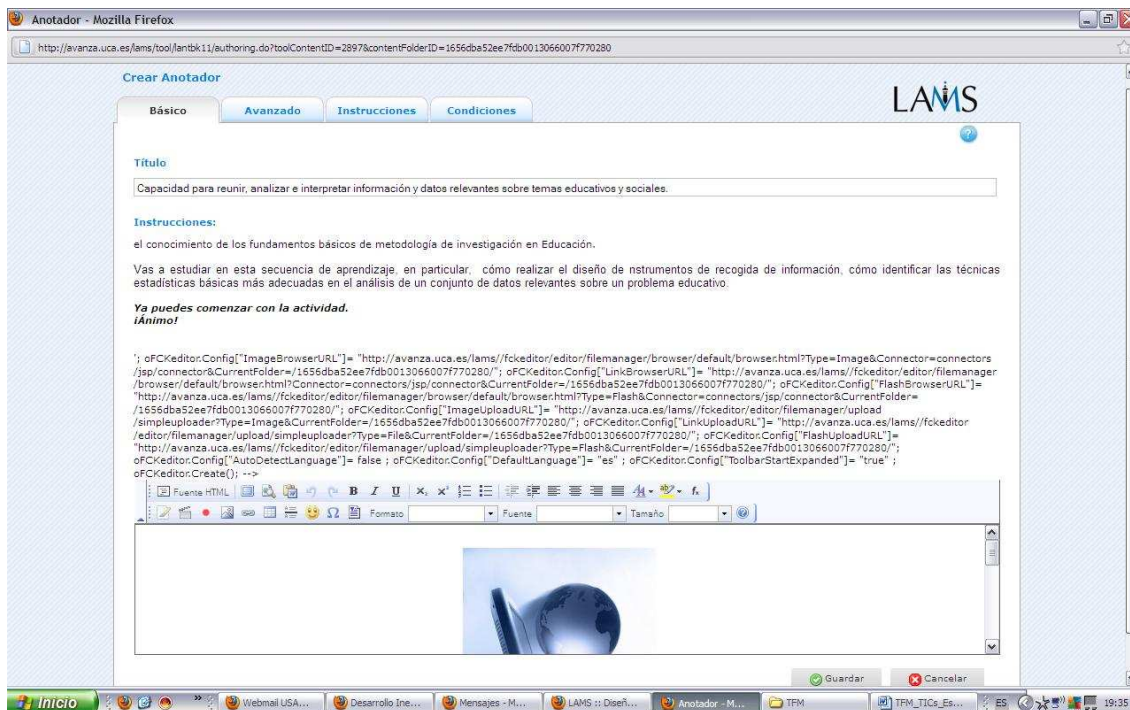 Anotador - Mozilla Firefox
http://avanza.uca.es/lams/tool/lantbk11/authoring.do?toolContentID=2897&contentFolderID=1656dba52ee7fdb0013066007f770280
Crear Anotador
LAMS
Básico
Avanzado
Instrucciones
Condiciones
Título
Capacidad para reunir, analizar e interpretar información y datos relevantes sobre temas educativos y sociales.
Instrucciones:
el conocimiento de los fundamentos básicos de metodología de investigación en Educación.
Vas a estudiar en esta secuencia de aprendizaje, en particular, cómo realizar el diseño de nstrumentos de recogida de información, cómo identificar las técnicas
estadísticas básicas más adecuadas en el análisis de un conjunto de datos relevantes sobre un problema educativo.
Ya puedes comenzar con la actividad.
¡Ánimo!
'; oFCKeditor.Config["ImageBrowserURL"]= "http://avanza.uca.es/lams//fckeditor/editor/filemanager/browser/default/browser.html?Type=Image&Connector=connectors
/jsp/connector&CurrentFolder=/1656dba52ee7fdb0013066007f770280/"; oFCKeditor.Config["LinkBrowserURL"]= "http://avanza.uca.es/lams//fckeditor/editor/filemanager
/browser/default/browser.html?Connector=connectors/jsp/connector&CurrentFolder=/1656dba52ee7fdb0013066007f770280/"; oFCKeditor.Config["FlashBrowserURL"]=
"http://avanza.uca.es/lams//fckeditor/editor/filemanager/browser/default/browser.html?Type=Flash&Connector=connectors/jsp/connector&CurrentFolder=
/1656dba52ee7fdb0013066007f770280/"; oFCKeditor.Config["ImageUploadURL"]= "http://avanza.uca.es/lams//fckeditor/editor/filemanager/upload
/simpleuploader?Type=Image&CurrentFolder=/1656dba52ee7fdb0013066007f770280/"; oFCKeditor.Config["LinkUploadURL"]= "http://avanza.uca.es/lams//fckeditor
/editor/filemanager/upload/simpleuploader?Type=File&CurrentFolder=/1656dba52ee7fdb0013066007f770280/"; oFCKeditor.Config["FlashUploadURL"]=
"http://avanza.uca.es/lams//fckeditor/editor/filemanager/upload/simpleuploader?Type=Flash&CurrentFolder=/1656dba52ee7fdb0013066007f770280/";
oFCKeditor.Config["AutoDetectLanguage"]= false ; oFCKeditor.Config["DefaultLanguage"]= "es" ; oFCKeditor.Config["ToolbarStartExpanded"]= "true" ;
oFCKeditor.Create(); -->
Fuente HTML
Formato Fuente Tamaño
Guardar Cancelar
Inicio Webmail USA... Desarrollo Ine... Mensajes - M... LAMS :: Diseñ... Anotador - M... TFM TFM_TICs_Es... ES 19:35